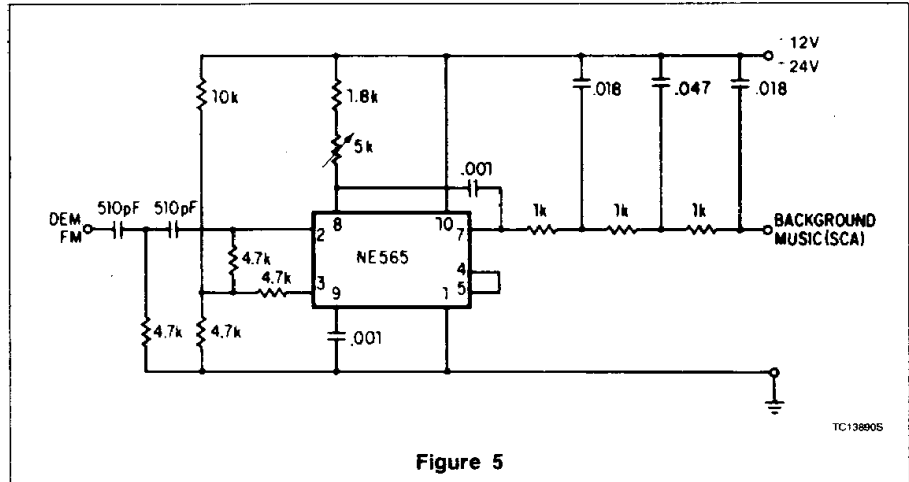 -12V
-24V
10k
1.8k
.018
.047
.018
5k
.001
510pF 510pF
DEM
FM
8 10
2 7
1k 1k 1k
BACKGROUND
MUSIC(SCA)
NE565
4.7k
3
4.7k
4
5
9 1
4.7k 4.7k
.001
TC13890S
Figure 5